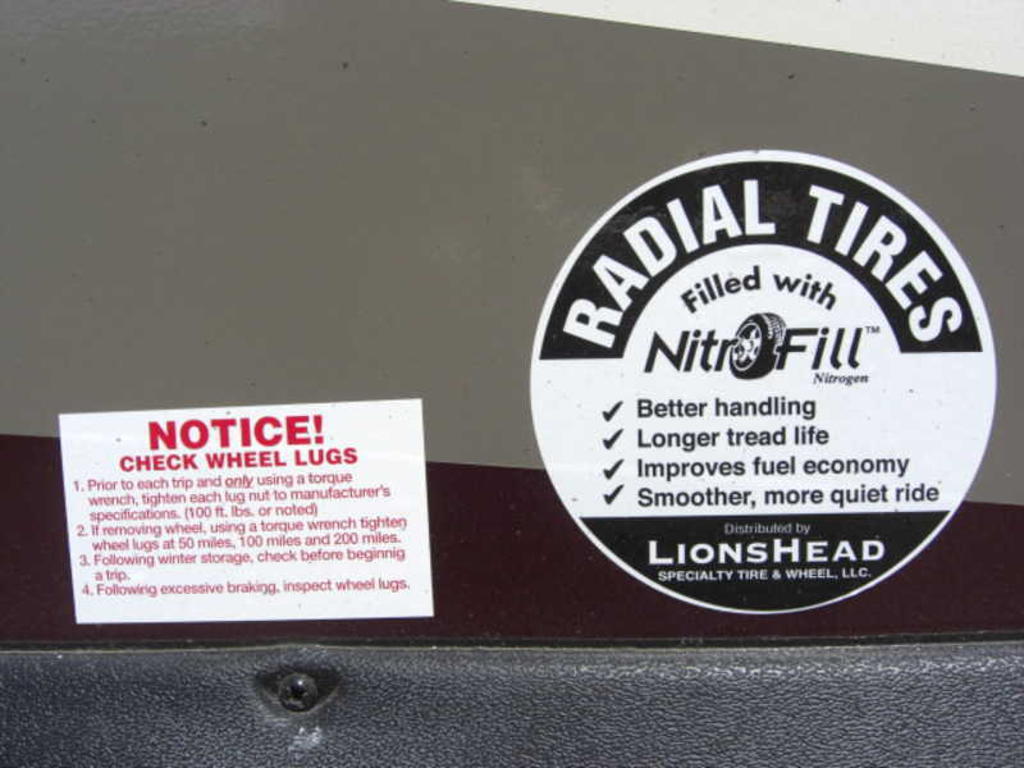 NOTICE!
CHECK WHEEL LUGS
1. Prior to each trip and only using a torque
wrench, tighten each lug nut to manufacturer's
specifications. (100 ft. lbs. or noted)
2. If removing wheel, using a torque wrench tighten
wheel lugs at 50 miles, 100 miles and 200 miles.
3. Following winter storage, check before beginnig
a trip.
4. Following excessive braking, inspect wheel lugs.
RADIAL TIRES
Filled with
NitroFill™
Nitrogen
✓ Better handling
✓ Longer tread life
✓ Improves fuel economy
✓ Smoother, more quiet ride
Distributed by
LIONSHEAD
SPECIALTY TIRE & WHEEL, LLC.